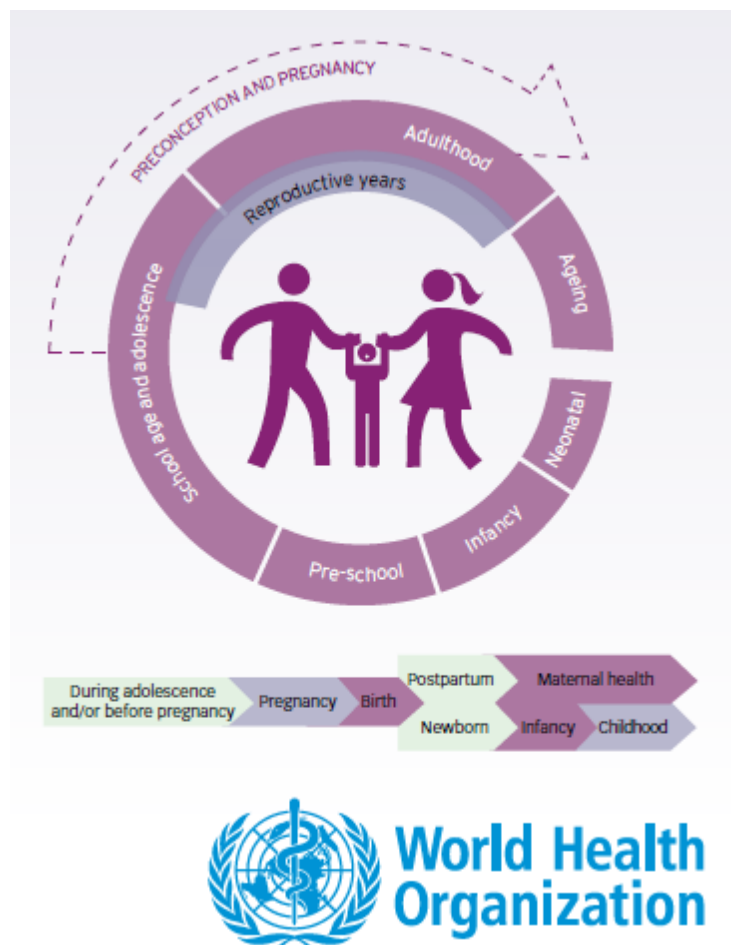 PRECONCEPTION AND PREGNANCY
Adulthood
Reproductive years
Ageing
School age and adolescence
Neonatal
Infancy
Pre-school
During adolescence
and/or before pregnancy
Pregnancy
Birth
Postpartum
Maternal health
Newborn
Infancy
Childhood
World Health
Organization